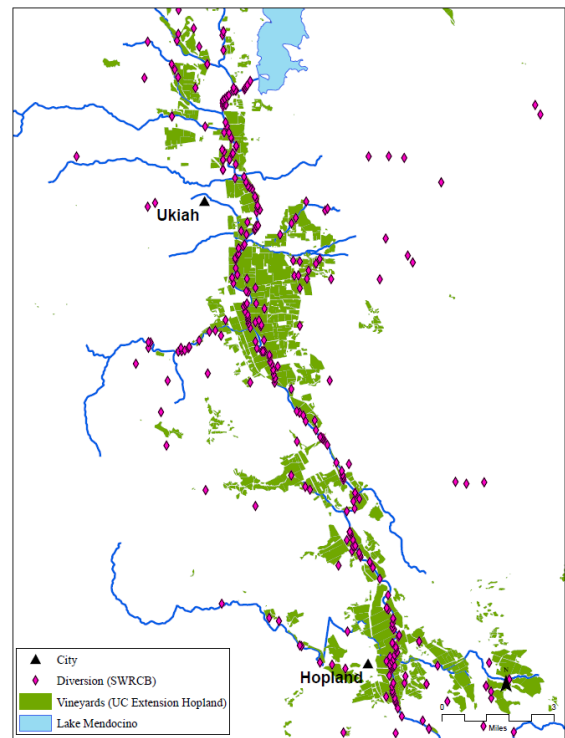 Ukiah
Hopland
N
0
3
Miles
City
Diversion (SWRCB)
Vineyards (UC Extension Hopland)
Lake Mendocino